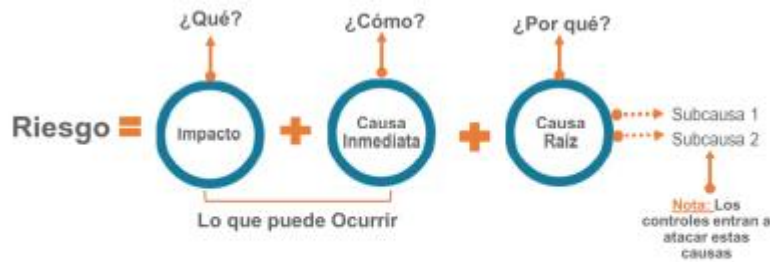 ¿Qué?
¿Cómo?
¿Por qué?
Riesgo = Impacto + Causa Inmediata + Causa Raíz
Subcausa 1
Subcausa 2
Lo que puede Ocurrir
Nota: Los
controles entran a
atacar estas
causas